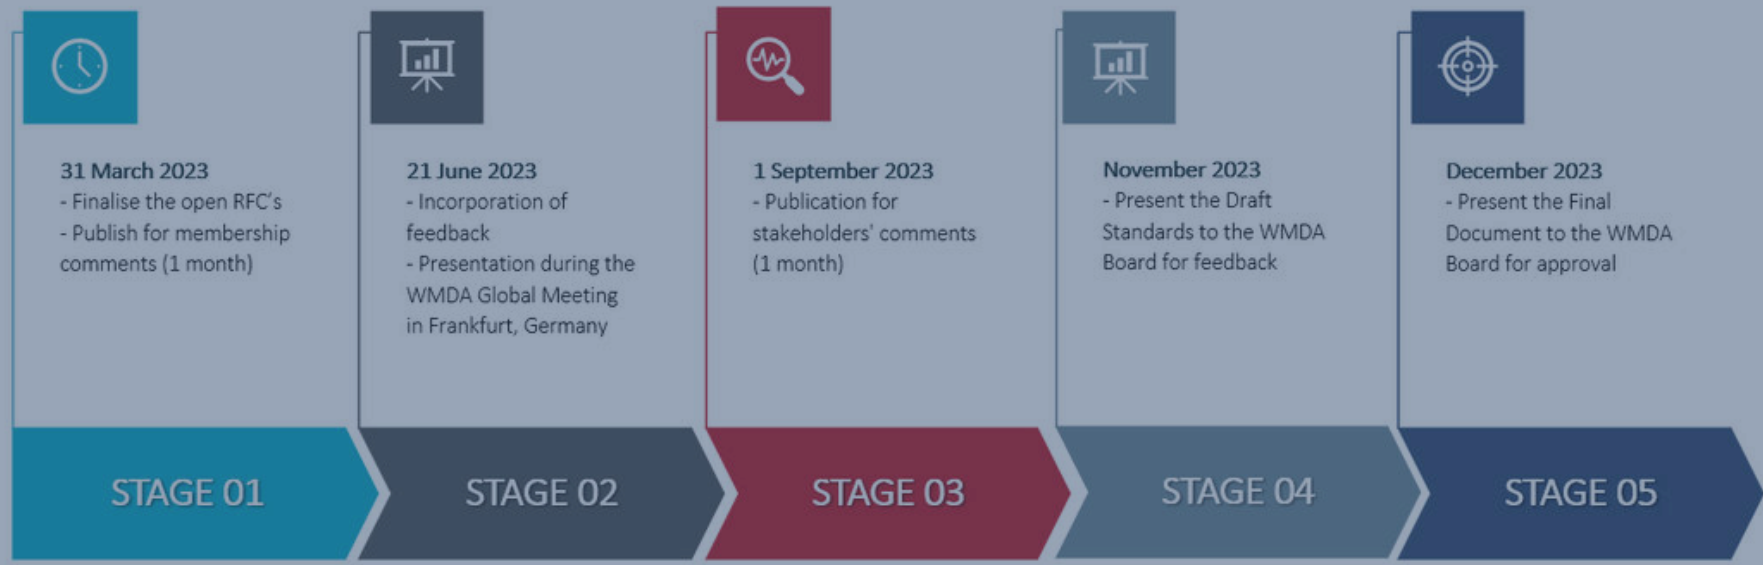 31 March 2023
- Finalise the open RFC's
- Publish for membership
comments (1 month)
21 June 2023
- Incorporation of
feedback
- Presentation during the
WMDA Global Meeting
in Frankfurt, Germany
1 September 2023
- Publication for
stakeholders' comments
(1 month)
November 2023
- Present the Draft
Standards to the WMDA
Board for feedback
December 2023
- Present the Final
Document to the WMDA
Board for approval
STAGE 01
STAGE 02
STAGE 03
STAGE 04
STAGE 05